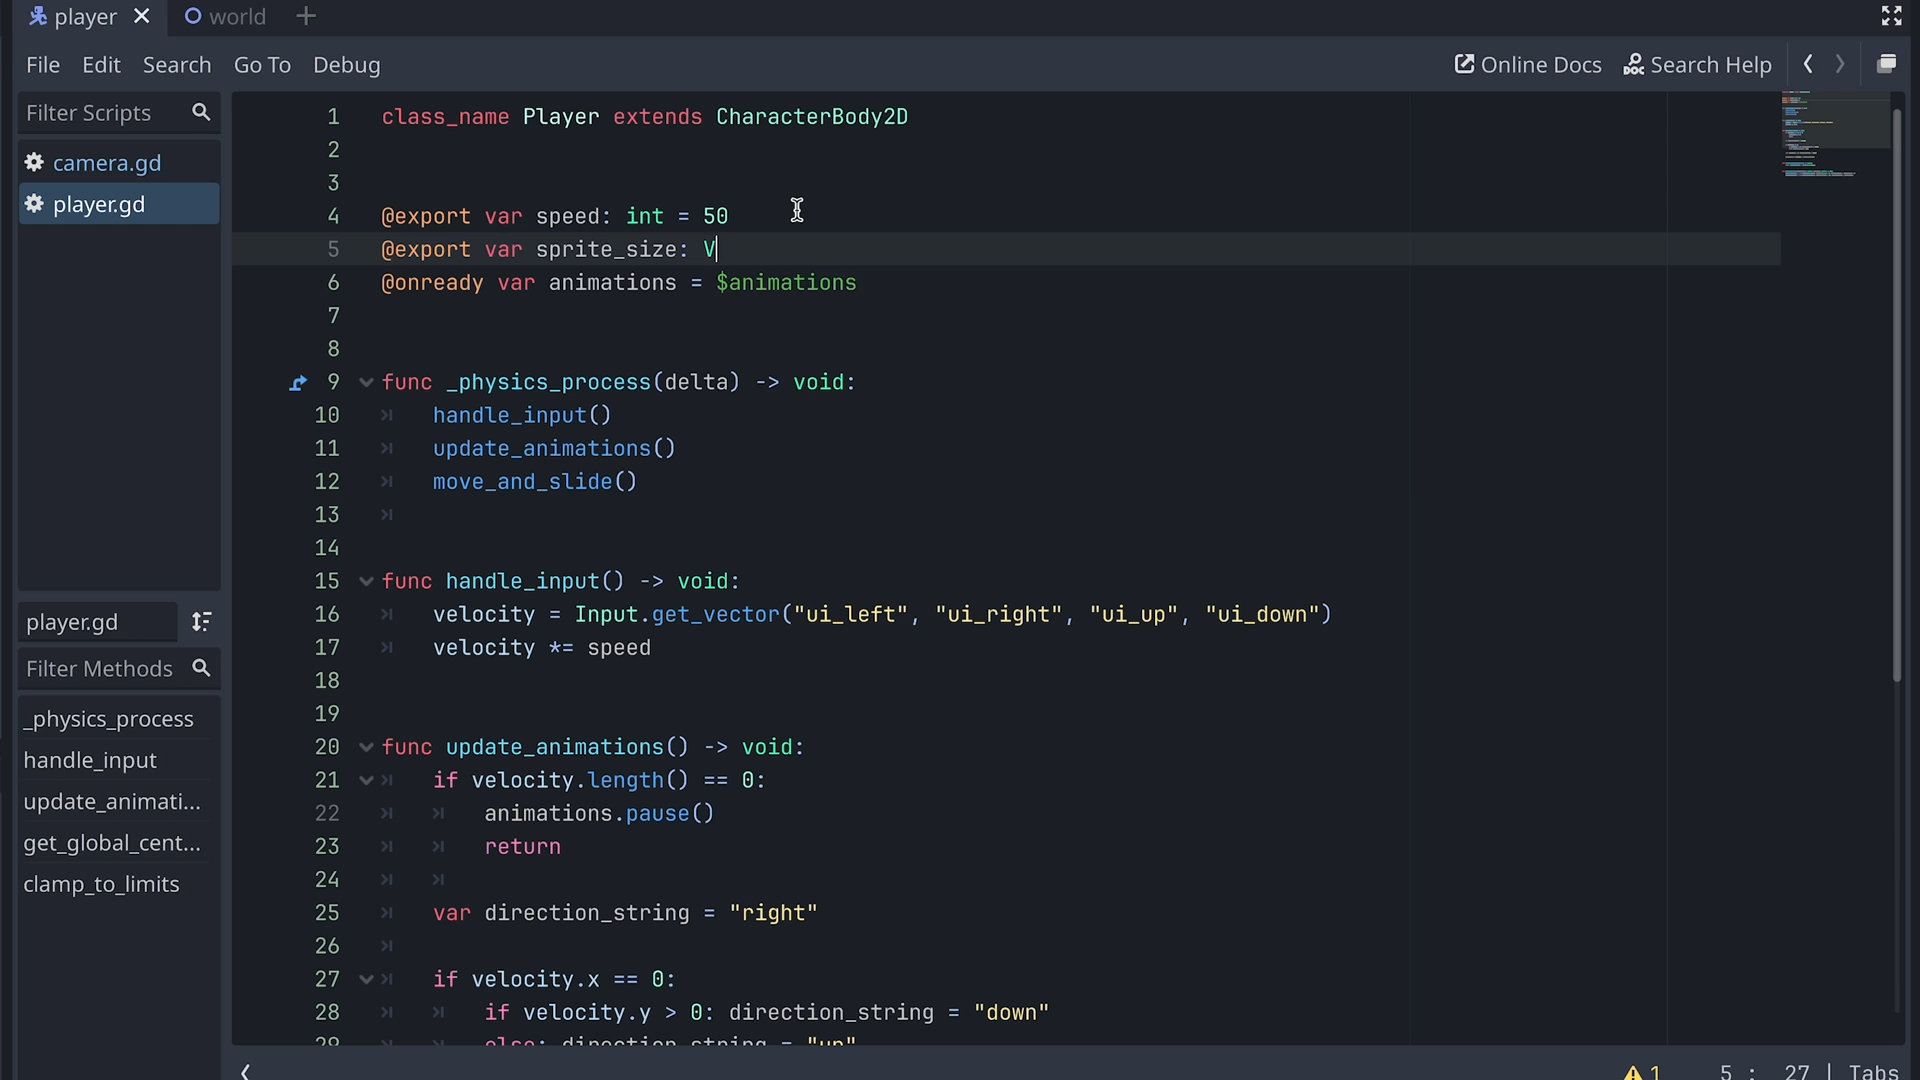 player
world
File Edit Search Go To Debug
Online Docs Search Help
Filter Scripts
camera.gd
player.gd
player.gd
Filter Methods
_physics_process
handle_input
update_animati...
get_global_cent...
clamp_to_limits
1 class_name Player extends CharacterBody2D
2
3
4 @export var speed: int = 50
5 @export var sprite_size: V
6 @onready var animations = $animations
7
8
9 func _physics_process(delta) -> void:
10 handle_input()
11 update_animations()
12 move_and_slide()
13
14
15 func handle_input() -> void:
16 velocity = Input.get_vector("ui_left", "ui_right", "ui_up", "ui_down")
17 velocity *= speed
18
19
20 func update_animations() -> void:
21 if velocity.length() == 0:
22 animations.pause()
23 return
24
25 var direction_string = "right"
26
27 if velocity.x == 0:
28 if velocity.y > 0: direction_string = "down"
29 else: direction_string = "up"
1 5 : 27 | Tabs